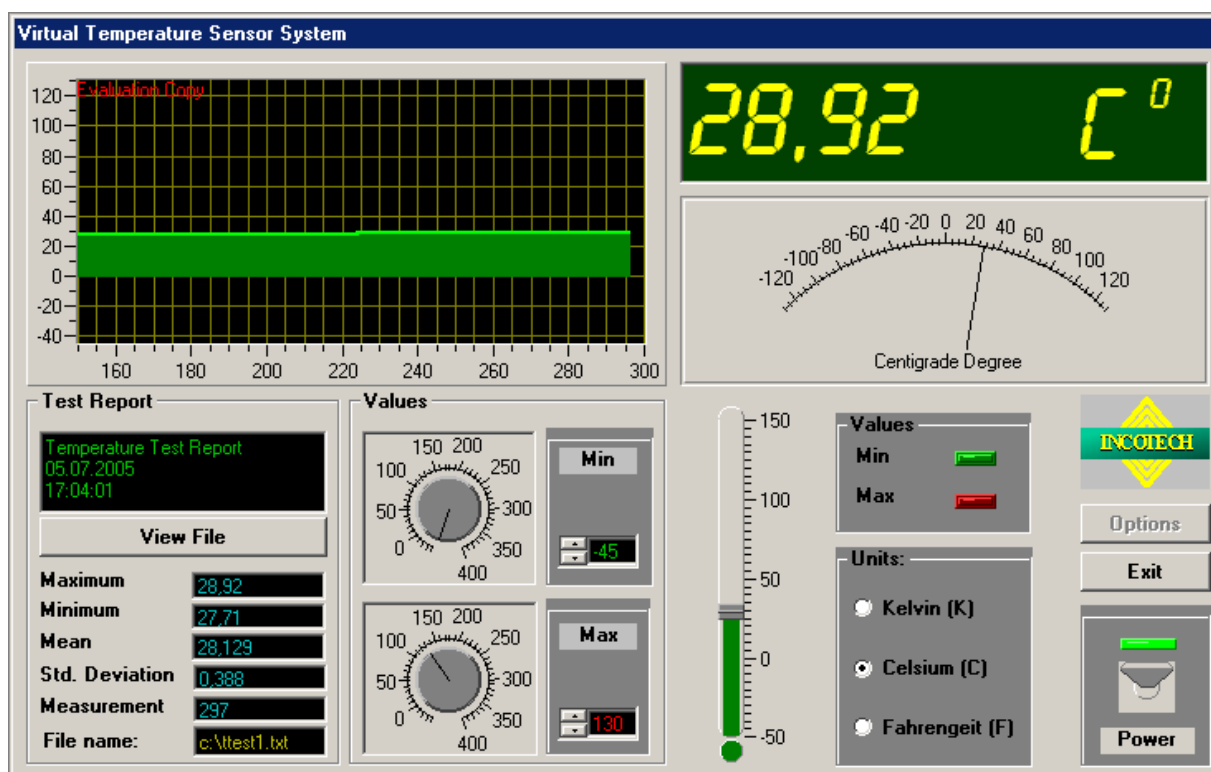 Virtual Temperature Sensor System
Evaluation Copy
120
100
80
60
40
20
0
-20
-40
160 180 200 220 240 260 280 300
28,92 C0
-120 -100 -80 -60 -40 -20 0 20 40 60 80 100 120
Centigrade Degree
Test Report
Temperature Test Report
05.07.2005
17:04:01
View File
Maximum 28,92
Minimum 27,71
Mean 28,129
Std. Deviation 0,388
Measurement 297
File name: c:\ttest1.txt
Values
0 50 100 150 200 250 300 350 400
Min
-45
0 50 100 150 200 250 300 350 400
Max
130
150
100
50
0
-50
Values
Min
Max
Units:
Kelvin (K)
Celsium (C)
Fahrengeit (F)
INCOTECH
Options
Exit
Power